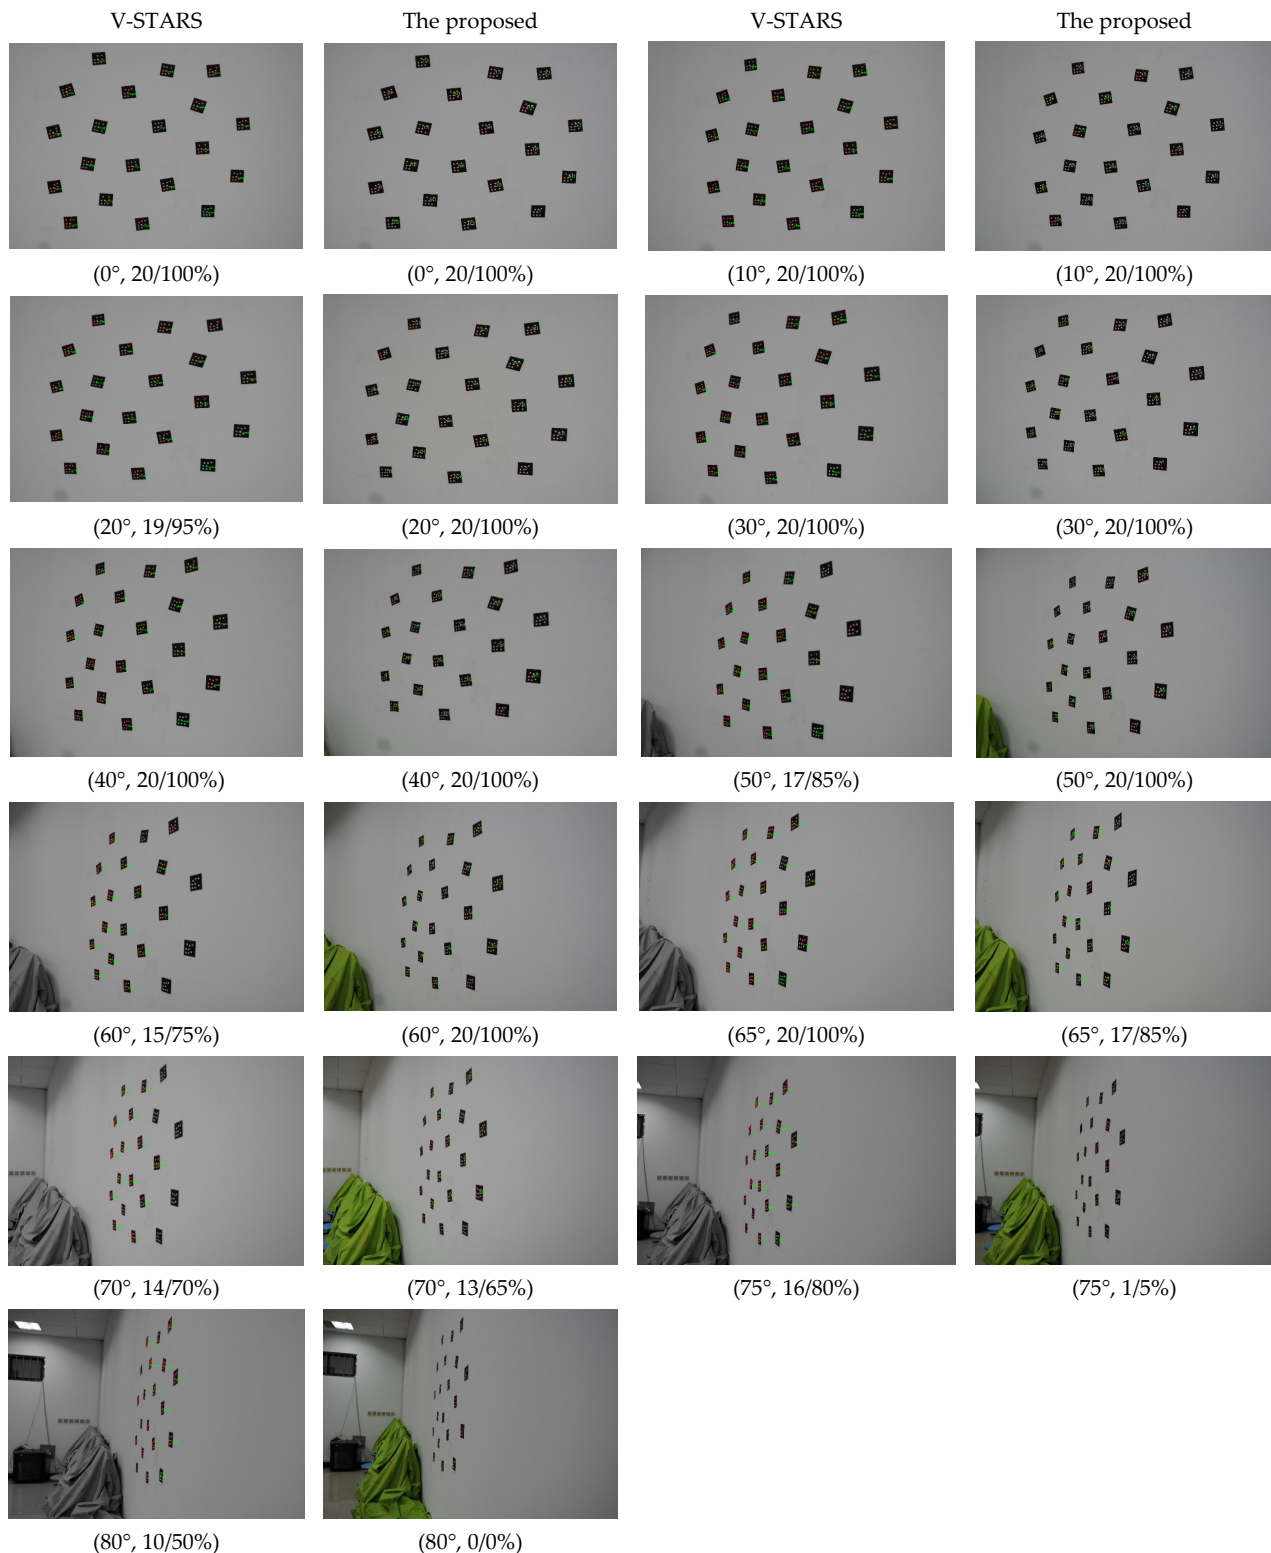 V-STARS The proposed V-STARS The proposed
(0°, 20/100%) (0°, 20/100%) (10°, 20/100%) (10°, 20/100%)
(20°, 19/95%) (20°, 20/100%) (30°, 20/100%) (30°, 20/100%)
(40°, 20/100%) (40°, 20/100%) (50°, 17/85%) (50°, 20/100%)
(60°, 15/75%) (60°, 20/100%) (65°, 20/100%) (65°, 17/85%)
(70°, 14/70%) (70°, 13/65%) (75°, 16/80%) (75°, 1/5%)
(80°, 10/50%) (80°, 0/0%)